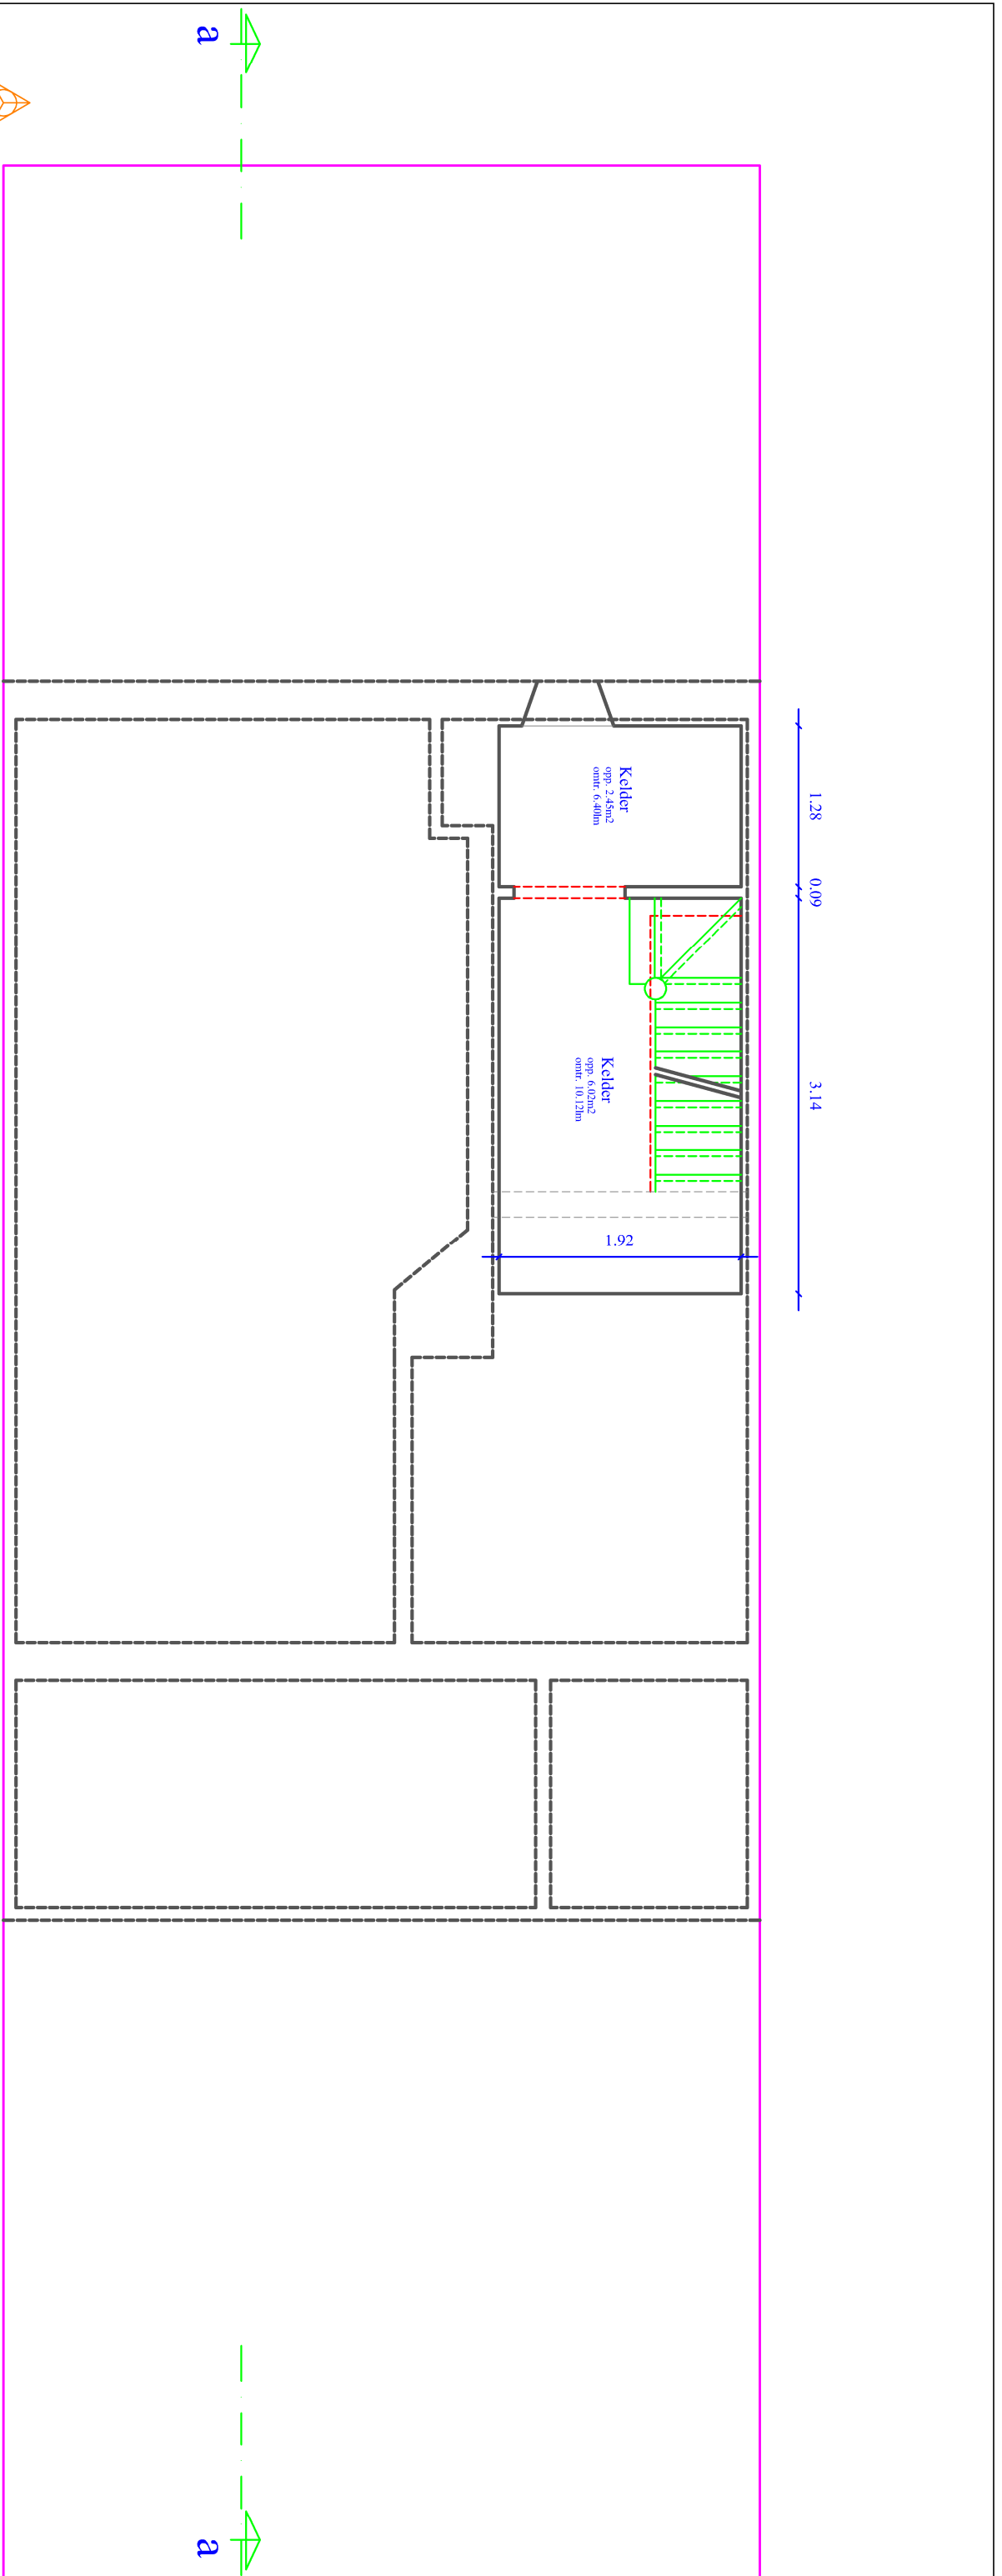 a
1.28
0.09
3.14
Kelder
opp. 2.45m2
omtr. 6.40lm
Kelder
opp. 6.02m2
omtr. 10.12lm
1.92
a